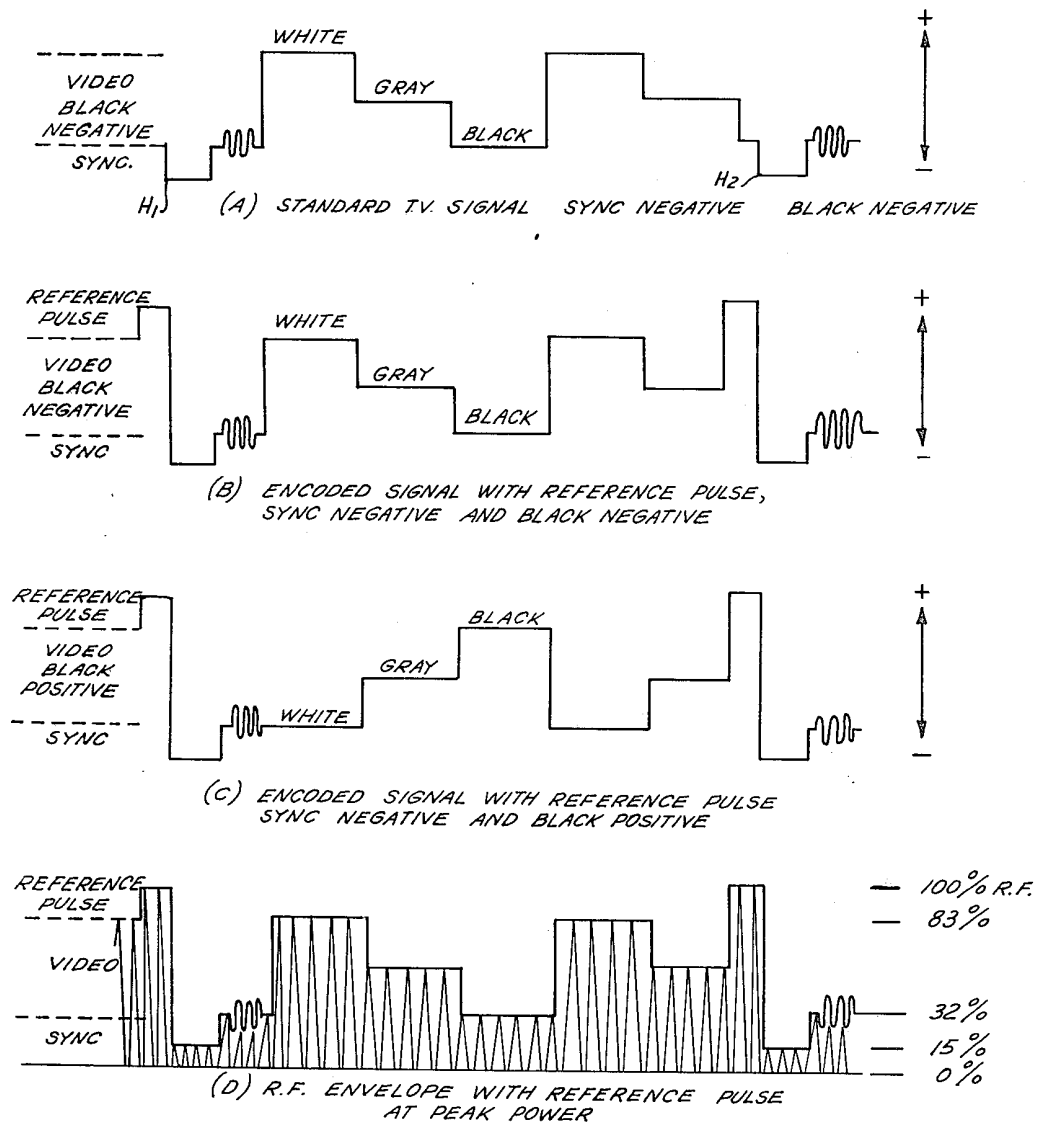 +
WHITE
VIDEO
BLACK
NEGATIVE
GRAY
BLACK
SYNC.
H1
H2
–
(A) STANDARD T.V. SIGNAL SYNC NEGATIVE BLACK NEGATIVE
REFERENCE
PULSE
+
WHITE
VIDEO
BLACK
NEGATIVE
GRAY
BLACK
SYNC
–
(B) ENCODED SIGNAL WITH REFERENCE PULSE,
SYNC NEGATIVE AND BLACK NEGATIVE
REFERENCE
PULSE
+
BLACK
VIDEO
BLACK
POSITIVE
GRAY
WHITE
SYNC
–
(C) ENCODED SIGNAL WITH REFERENCE PULSE
SYNC NEGATIVE AND BLACK POSITIVE
REFERENCE
PULSE
100% R.F.
83%
VIDEO
32%
SYNC
15%
0%
(D) R.F. ENVELOPE WITH REFERENCE PULSE
AT PEAK POWER